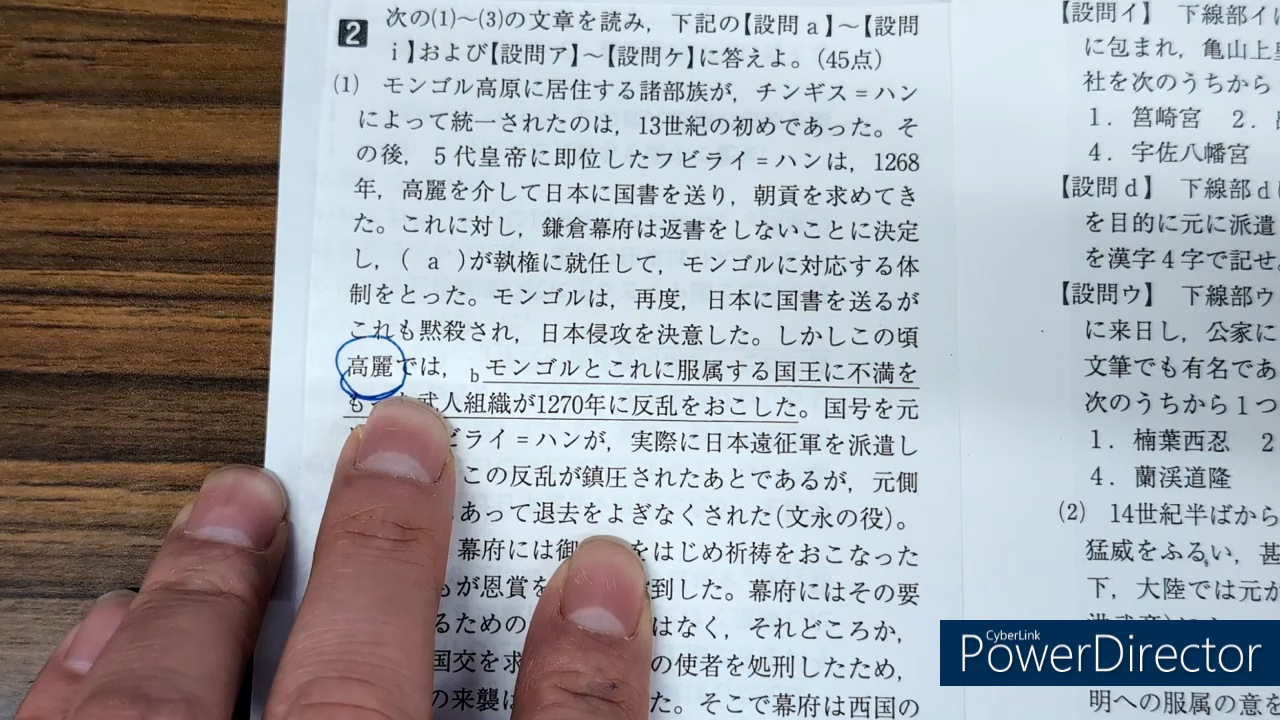 2 次の(1)～(3)の文章を読み，下記の【設問 a 】～【設問
i 】および【設問ア】～【設問ケ】に答えよ。(45点)
(1) モンゴル高原に居住する諸部族が，チンギス＝ハン
によって統一されたのは，13世紀の初めであった。そ
の後，5代皇帝に即位したフビライ＝ハンは，1268
年，高麗を介して日本に国書を送り，朝貢を求めてき
た。これに対し，鎌倉幕府は返書をしないことに決定
し，( a )が執権に就任して，モンゴルに対応する体
制をとった。モンゴルは，再度，日本に国書を送るが
これも黙殺され，日本侵攻を決意した。しかしこの頃
高麗では，bモンゴルとこれに服属する国王に不満を
も 武人組織が1270年に反乱をおこした。国号を元
ビライ＝ハンが，実際に日本遠征軍を派遣し
この反乱が鎮圧されたあとであるが，元側
あって退去をよぎなくされた(文永の役)。
幕府には御 をはじめ祈祷をおこなった
が恩賞を 到した。幕府にはその要
るための はなく，それどころか，
国交を求 の使者を処刑したため，
の来襲は た。そこで幕府は西国の
【設問イ】 下線部イ
に包まれ，亀山上
社を次のうちから
1．筥崎宮 2．
4．宇佐八幡宮
【設問d】 下線部d
を目的に元に派遣
を漢字4字で記せ
【設問ウ】 下線部ウ
に来日し，公家に
文筆でも有名であ
次のうちから1つ
1．楠葉西忍 2
4．蘭渓道隆
(2) 14世紀半ばから
猛威をふるい，甚
下，大陸では元が
明への服属の意を
CyberLink
PowerDirector